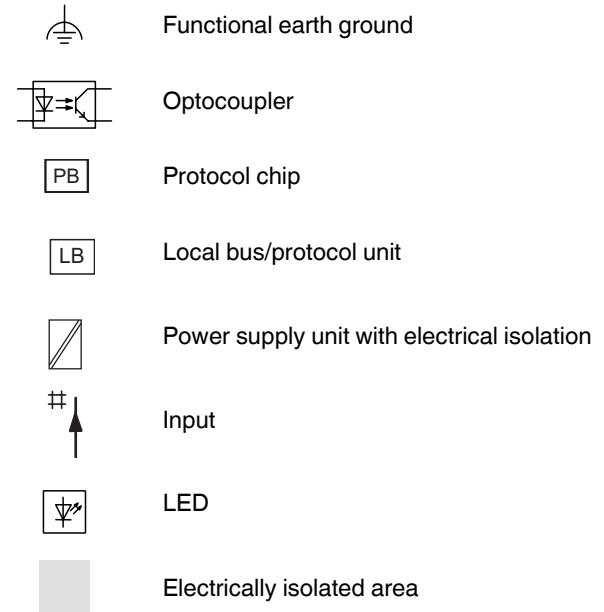 Functional earth ground
Optocoupler
PB Protocol chip
LB Local bus/protocol unit
Power supply unit with electrical isolation
# Input
LED
Electrically isolated area